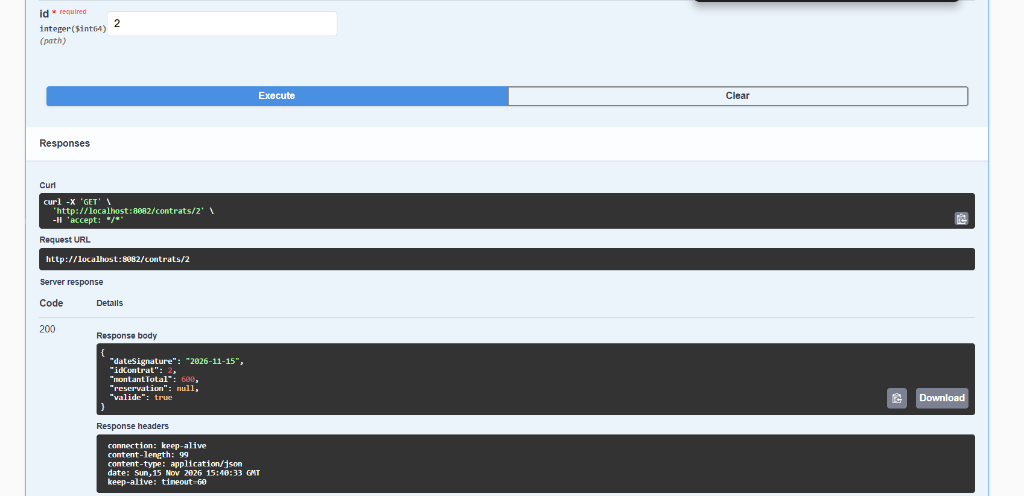 id * required
2
integer($int64)
(path)
Execute
Clear
Responses
Curl
curl -X 'GET' \
'http://localhost:8082/contrats/2' \
-H 'accept: */*'
Request URL
http://localhost:8082/contrats/2
Server response
Code
Details
200
Response body
{
"dateSignature": "2026-11-15",
"idContrat": 2,
"montantTotal": 600,
"reservation": null,
"valide": true
}
Download
Response headers
connection: keep-alive
content-length: 99
content-type: application/json
date: Sun,15 Nov 2026 15:40:33 GMT
keep-alive: timeout=60